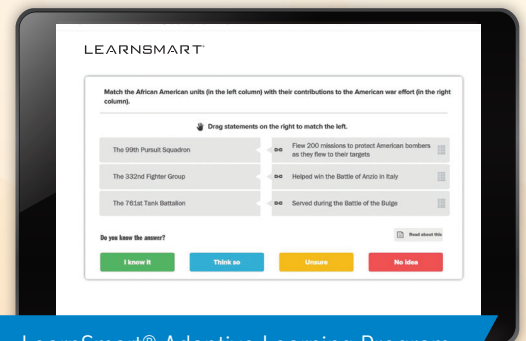 LEARNSMART®
Match the African American units (in the left column) with their contributions to the American war effort (in the right
column).
Drag statements on the right to match the left.
The 99th Pursuit Squadron
Flew 200 missions to protect American bombers
as they flew to their targets
The 332nd Fighter Group
Helped win the Battle of Anzio in Italy
The 761st Tank Battalion
Served during the Battle of the Bulge
Do you know the answer?
Read about this
I know it
Think so
Unsure
No idea
LearnSmart® Adaptive Learning Program